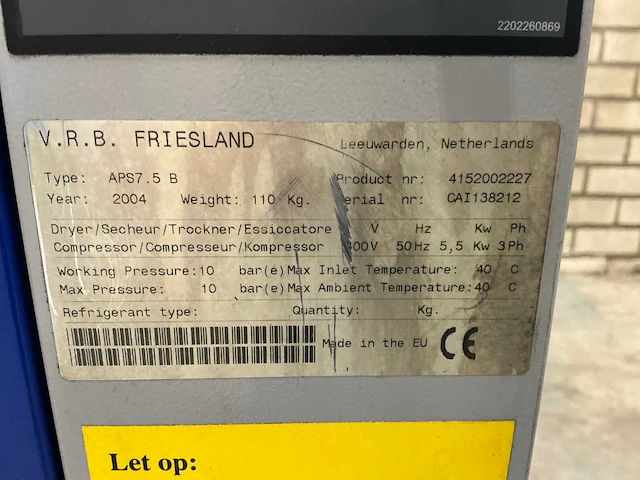 2202260869
V.R.B. FRIESLAND Leeuwarden, Netherlands
Type: APS7.5 B Product nr: 4152002227
Year: 2004 Weight: 110 Kg. Serial nr: CAI138212
Dryer/Secheur/Trockner/Essiccatore V Hz Kw Ph
Compressor/Compresseur/Kompressor 400V 50Hz 5,5 Kw 3Ph
Working Pressure:10 bar(e) Max Inlet Temperature: 40 C
Max Pressure: 10 bar(e) Max Ambient Temperature:40 C
Refrigerant type: Quantity: Kg.
Made in the EU CE
Let op: